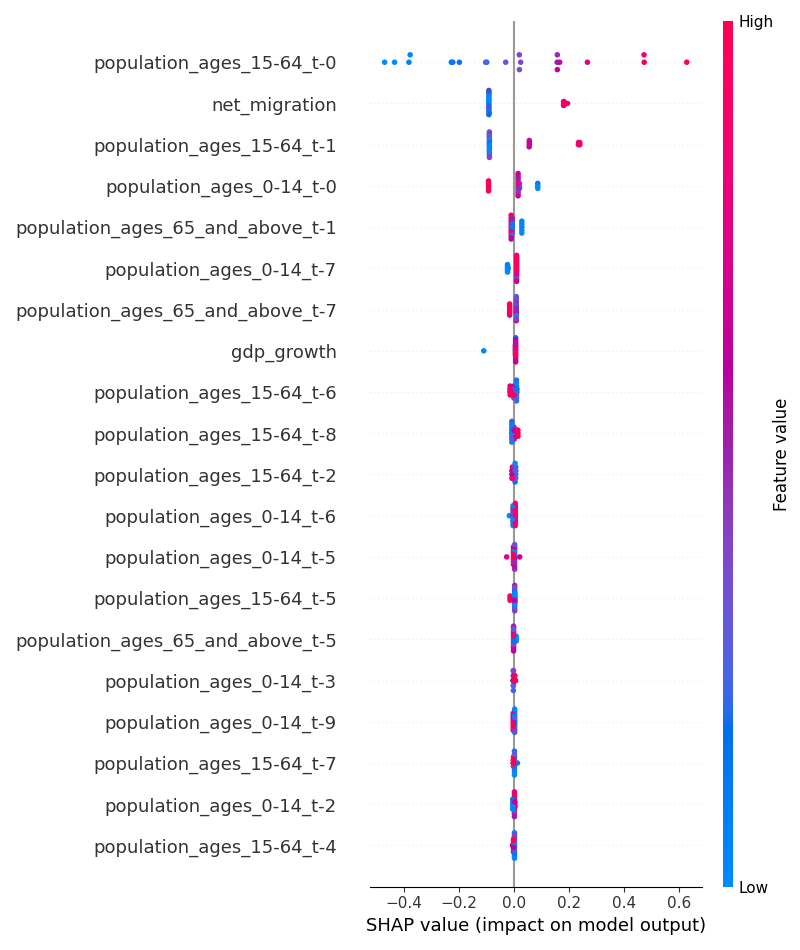 High
population_ages_15-64_t-0
net_migration
population_ages_15-64_t-1
population_ages_0-14_t-0
population_ages_65_and_above_t-1
population_ages_0-14_t-7
population_ages_65_and_above_t-7
gdp_growth
population_ages_15-64_t-6
population_ages_15-64_t-8
population_ages_15-64_t-2
population_ages_0-14_t-6
population_ages_0-14_t-5
population_ages_15-64_t-5
population_ages_65_and_above_t-5
population_ages_0-14_t-3
population_ages_0-14_t-9
population_ages_15-64_t-7
population_ages_0-14_t-2
population_ages_15-64_t-4
Feature value
Low
−0.4 −0.2 0.0 0.2 0.4 0.6
SHAP value (impact on model output)